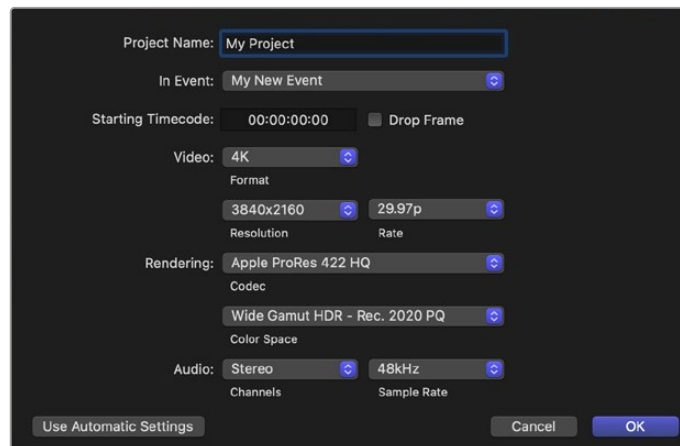 Project Name: My Project
In Event: My New Event
Starting Timecode: 00:00:00:00 Drop Frame
Video: 4K
Format
3840x2160 29.97p
Resolution Rate
Rendering: Apple ProRes 422 HQ
Codec
Wide Gamut HDR - Rec. 2020 PQ
Color Space
Audio: Stereo 48kHz
Channels Sample Rate
Use Automatic Settings Cancel OK